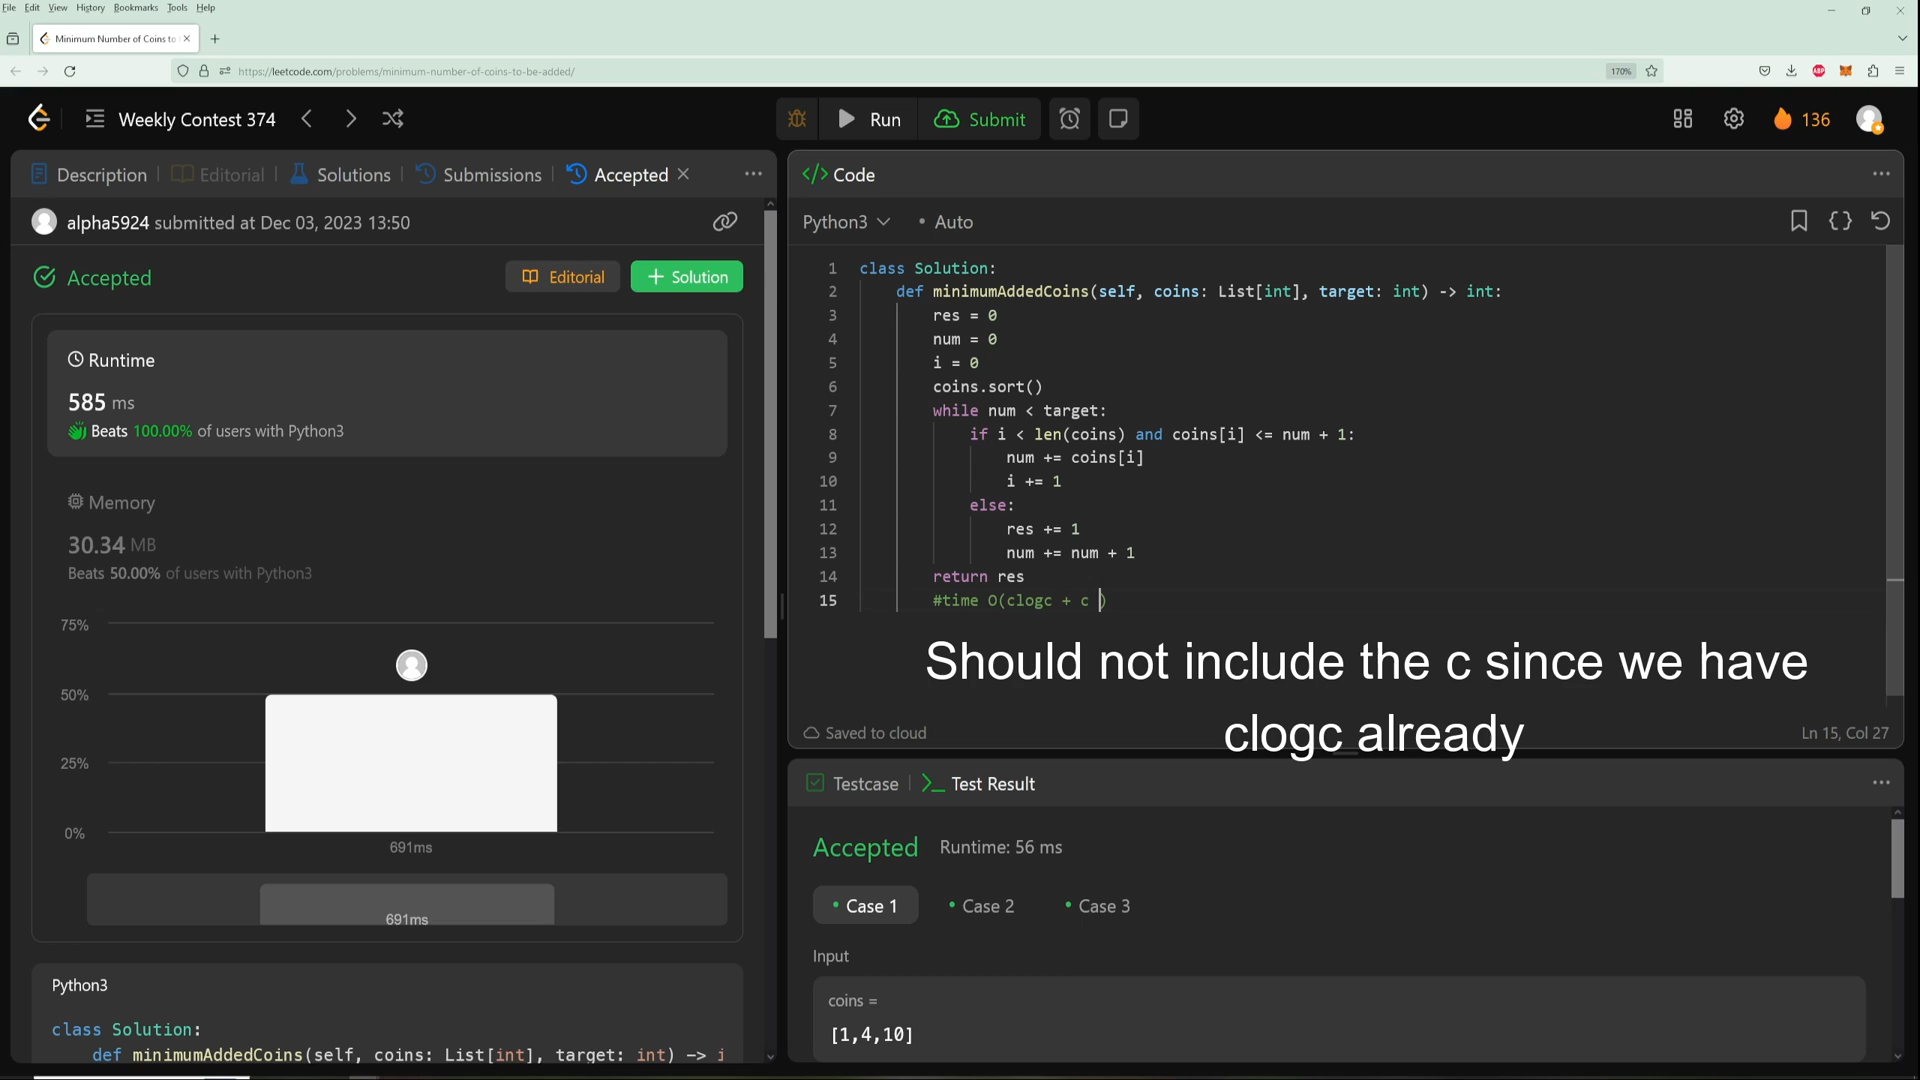 File Edit View History Bookmarks Tools Help
Minimum Number of Coins to
https://leetcode.com/problems/minimum-number-of-coins-to-be-added/
170%
ABP
Weekly Contest 374
Run
Submit
136
Description
Editorial
Solutions
Submissions
Accepted
alpha5924 submitted at Dec 03, 2023 13:50
Accepted
Editorial
+ Solution
Runtime
585 ms
Beats 100.00% of users with Python3
Memory
30.34 MB
Beats 50.00% of users with Python3
75%
50%
25%
0%
691ms
691ms
Python3
class Solution:
def minimumAddedCoins(self, coins: List[int], target: int) -> i
</> Code
Python3
• Auto
1 class Solution:
2 def minimumAddedCoins(self, coins: List[int], target: int) -> int:
3 res = 0
4 num = 0
5 i = 0
6 coins.sort()
7 while num < target:
8 if i < len(coins) and coins[i] <= num + 1:
9 num += coins[i]
10 i += 1
11 else:
12 res += 1
13 num += num + 1
14 return res
15 #time O(clogc + c )
Should not include the c since we have
clogc already
Saved to cloud
Ln 15, Col 27
Testcase
Test Result
Accepted Runtime: 56 ms
• Case 1
• Case 2
• Case 3
Input
coins =
[1,4,10]